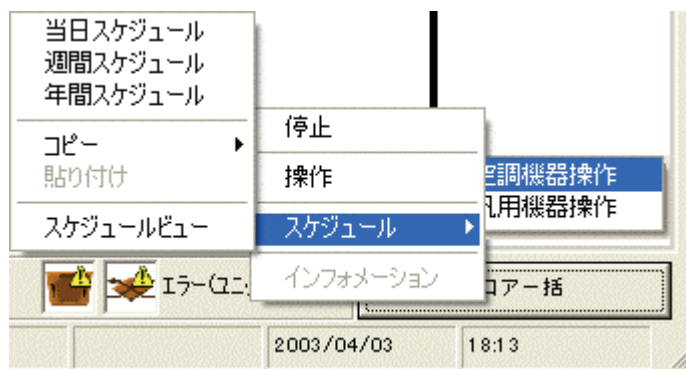 当日スケジュール
週間スケジュール
年間スケジュール
コピー
貼り付け
スケジュールビュー
停止
操作
スケジュール
インフォメーション
調機器操作
用機器操作
エラー(ユニ
コアー括
2003/04/03
18:13